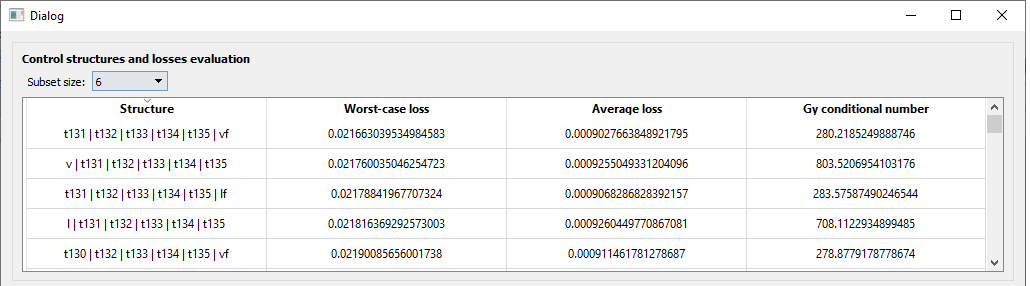 Dialog
Control structures and losses evaluation
Subset size: 6
Structure Worst-case loss Average loss Gy conditional number
t131 | t132 | t133 | t134 | t135 | vf 0.021663039534984583 0.0009027663848921795 280.2185249888746
v | t131 | t132 | t133 | t134 | t135 0.021760035046254723 0.0009255049331204096 803.5206954103176
t131 | t132 | t133 | t134 | t135 | lf 0.02178841967707324 0.0009068286828392157 283.57587490246544
l | t131 | t132 | t133 | t134 | t135 0.021816369292573003 0.0009260449770867081 708.1122934899485
t130 | t132 | t133 | t134 | t135 | vf 0.02190085656001738 0.000911461781278687 278.8779178778674